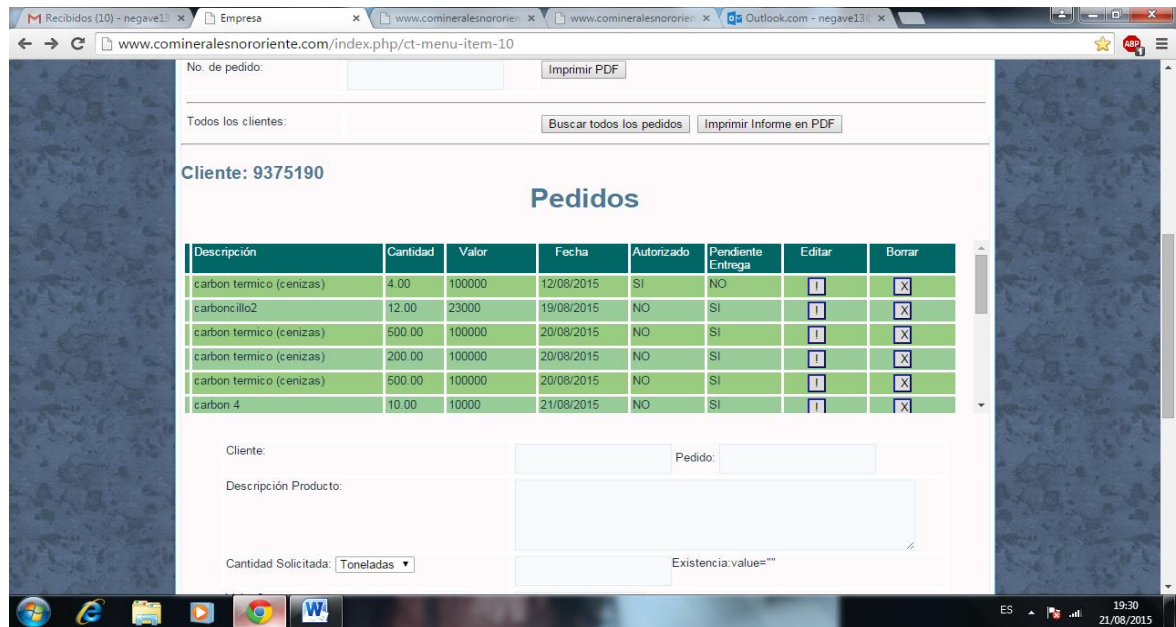 Recibidos (10) - negave13
Empresa
www.comineralesnororien
www.comineralesnororien
Outlook.com - negave13@
www.comineralesnororiente.com/index.php/ct-menu-item-10
ABP
1
No. de pedido: Imprimir PDF
Todos los clientes: Buscar todos los pedidos Imprimir Informe en PDF
Cliente: 9375190
Pedidos
Descripción Cantidad Valor Fecha Autorizado Pendiente Entrega Editar Borrar
carbon termico (cenizas) 4.00 100000 12/08/2015 SI NO ! X
carboncillo2 12.00 23000 19/08/2015 NO SI ! X
carbon termico (cenizas) 500.00 100000 20/08/2015 NO SI ! X
carbon termico (cenizas) 200.00 100000 20/08/2015 NO SI ! X
carbon termico (cenizas) 500.00 100000 20/08/2015 NO SI ! X
carbon 4 10.00 10000 21/08/2015 NO SI ! X
Cliente: Pedido:
Descripción Producto:
Cantidad Solicitada: Toneladas Existencia:value=""
ES 19:30
21/08/2015